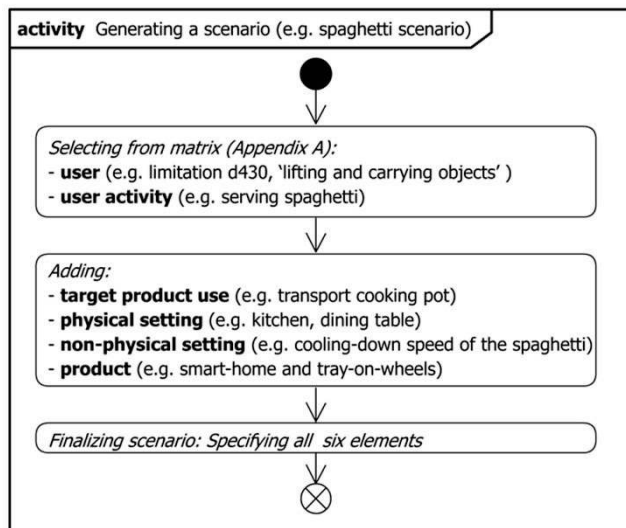 activity Generating a scenario (e.g. spaghetti scenario)
Selecting from matrix (Appendix A):
- user (e.g. limitation d430, ‘lifting and carrying objects’ )
- user activity (e.g. serving spaghetti)
Adding:
- target product use (e.g. transport cooking pot)
- physical setting (e.g. kitchen, dining table)
- non-physical setting (e.g. cooling-down speed of the spaghetti)
- product (e.g. smart-home and tray-on-wheels)
Finalizing scenario: Specifying all six elements